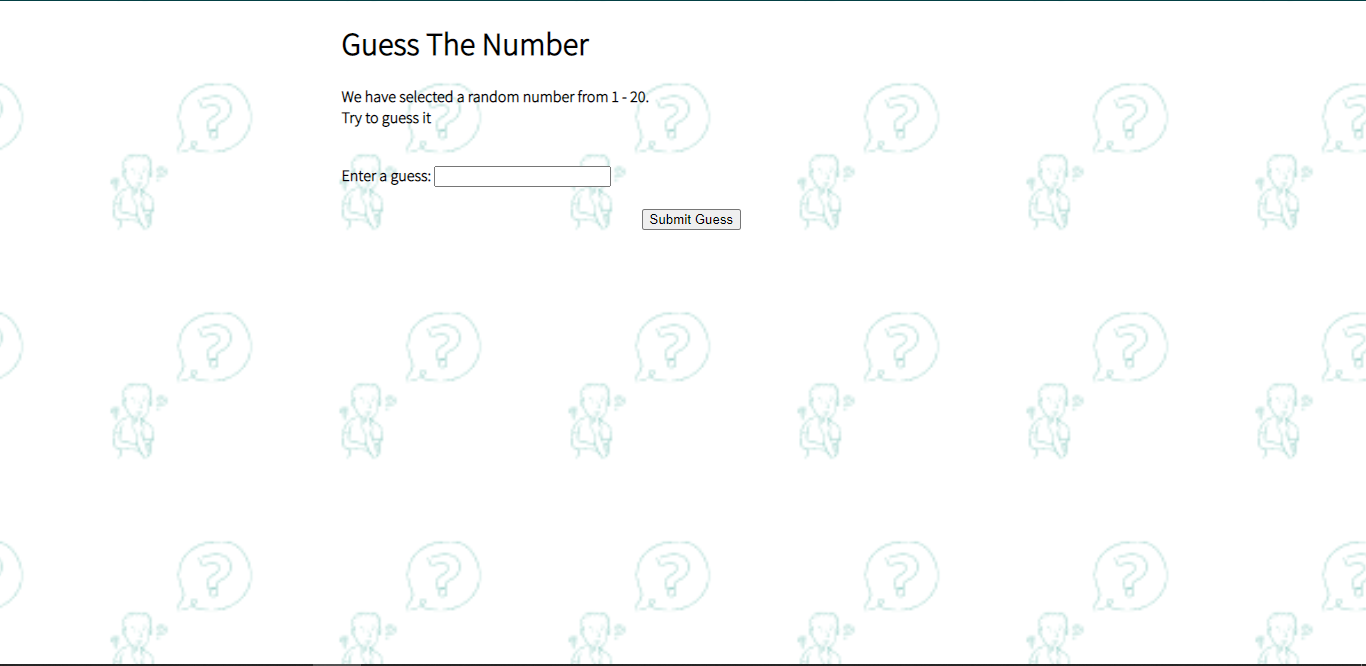 Guess The Number
We have selected a random number from 1 - 20.
Try to guess it
Enter a guess:
Submit Guess